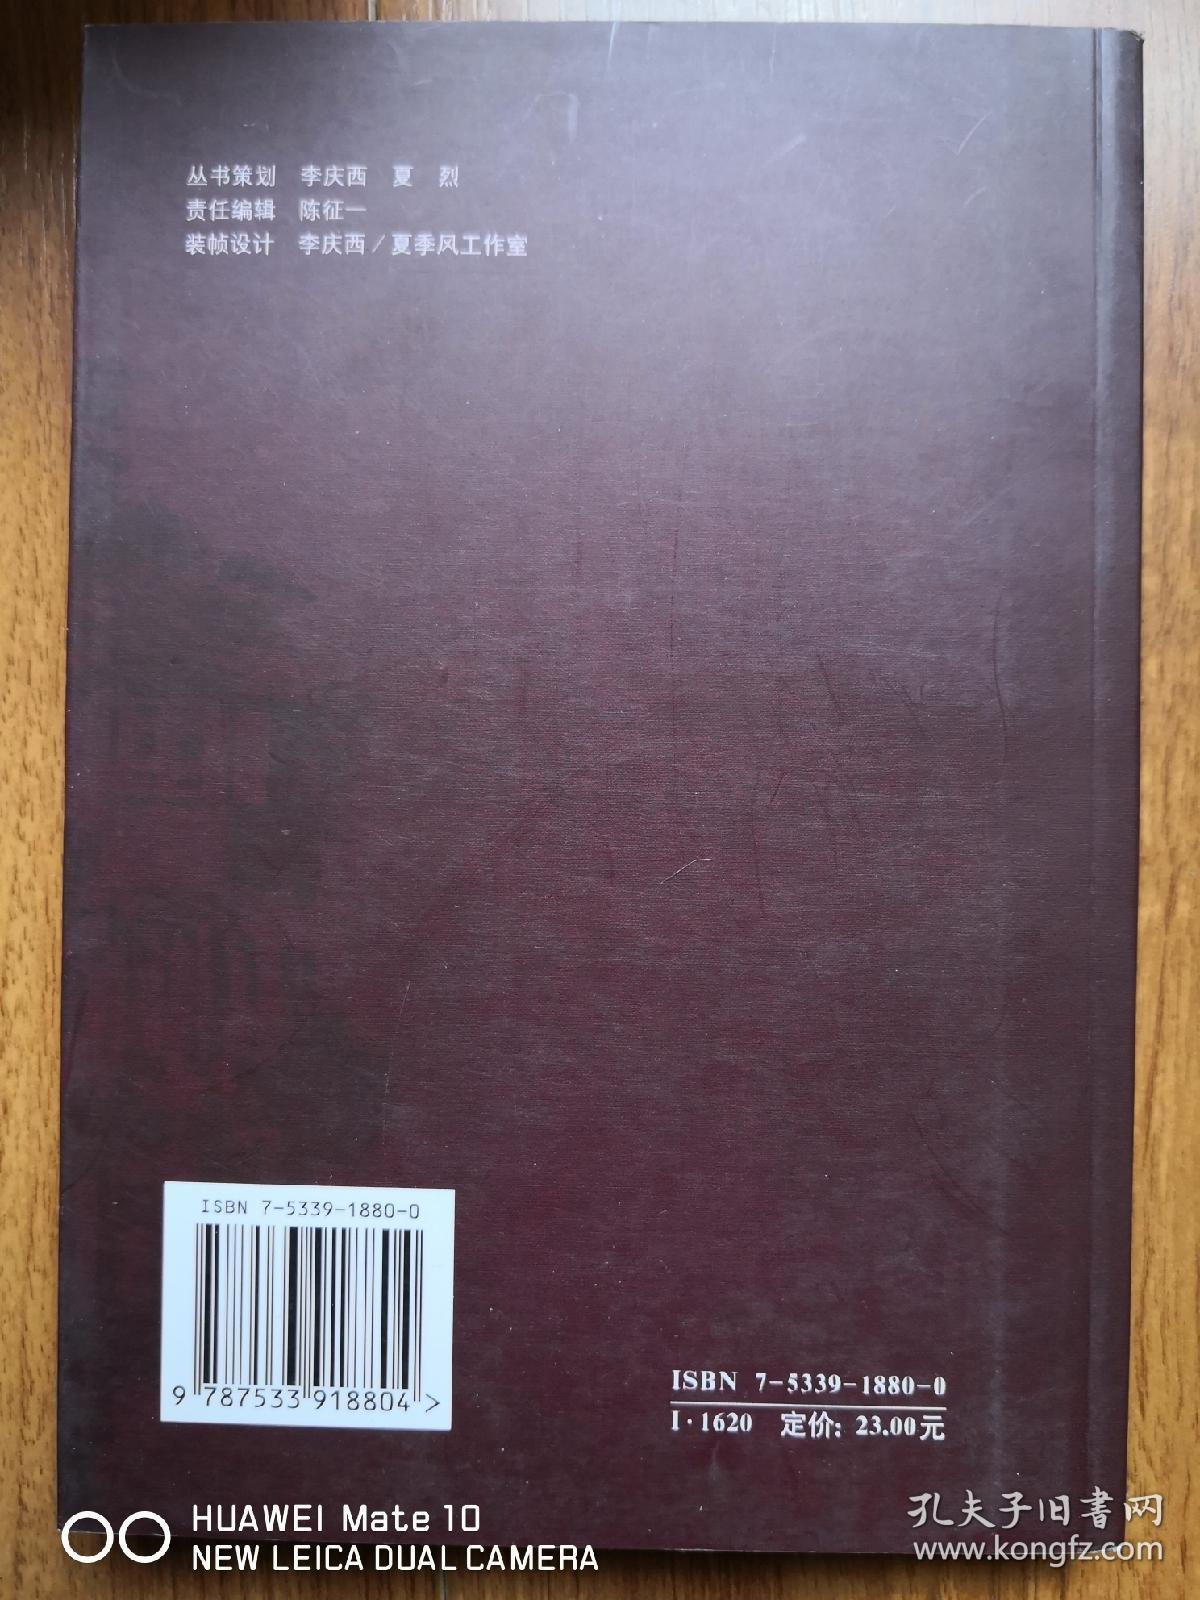 丛书策划 李庆西 夏 烈
责任编辑 陈征一
装帧设计 李庆西/夏季风工作室
ISBN 7-5339-1880-0
9 787533 918804 >
ISBN 7-5339-1880-0
I·1620 定价: 23.00元
HUAWEI Mate 10
NEW LEICA DUAL CAMERA
孔夫子旧書网
www.kongfz.com